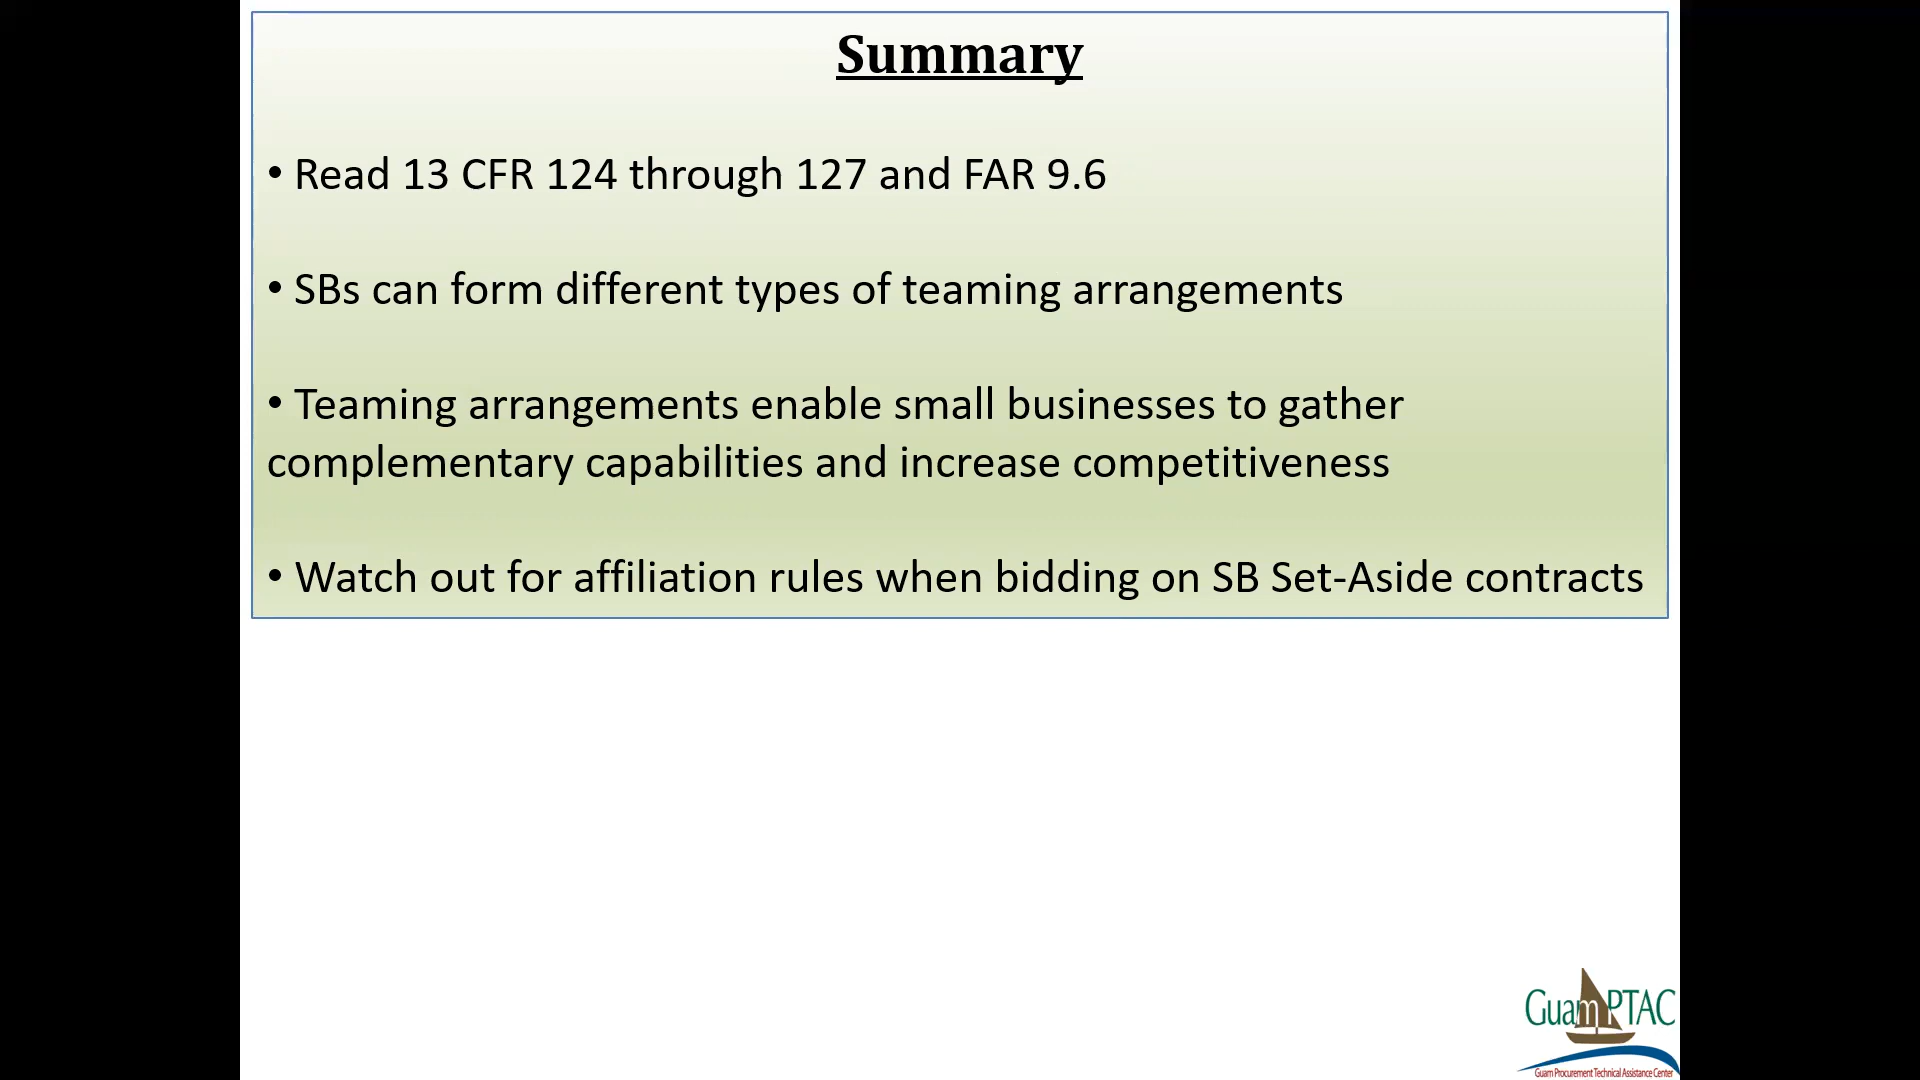 Summary
• Read 13 CFR 124 through 127 and FAR 9.6
• SBs can form different types of teaming arrangements
• Teaming arrangements enable small businesses to gather
complementary capabilities and increase competitiveness
• Watch out for affiliation rules when bidding on SB Set-Aside contracts
Guam PTAC
Guam Procurement Technical Assistance Center